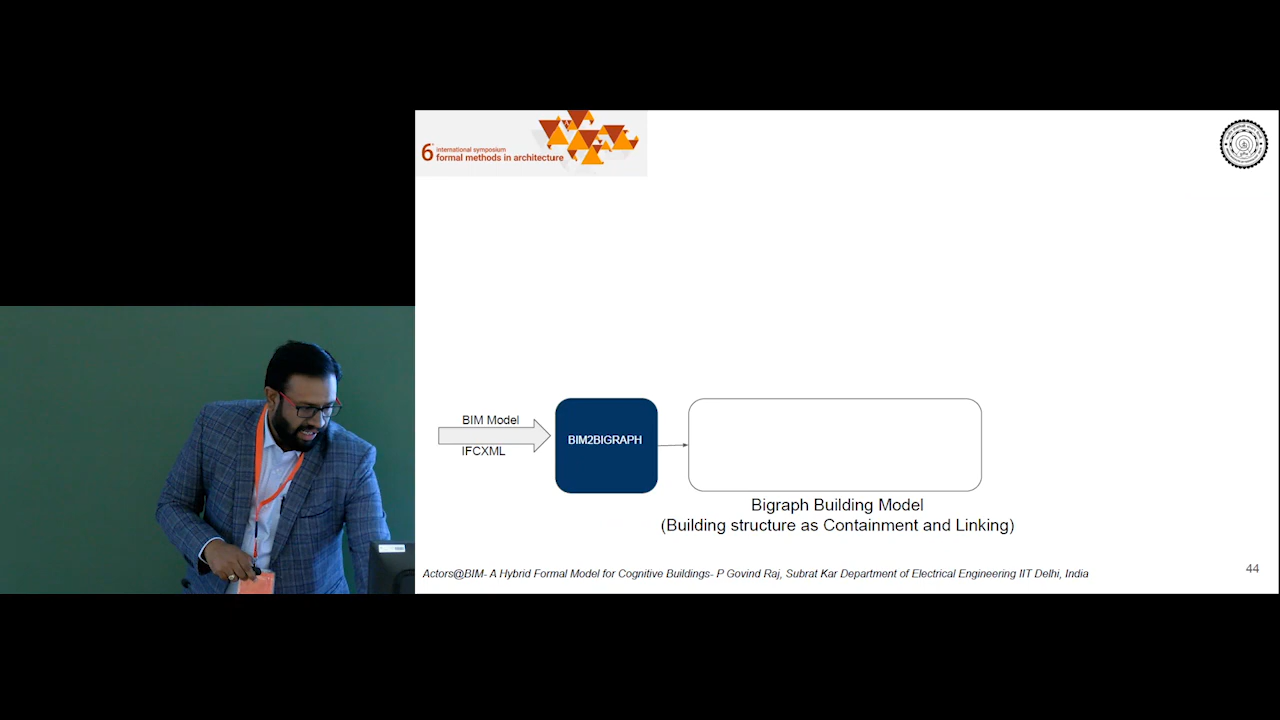 6th international symposium
formal methods in architecture
BIM Model
IFCXML
BIM2BIGRAPH
Bigraph Building Model
(Building structure as Containment and Linking)
Actors@BIM- A Hybrid Formal Model for Cognitive Buildings- P Govind Raj, Subrat Kar Department of Electrical Engineering IIT Delhi, India
44